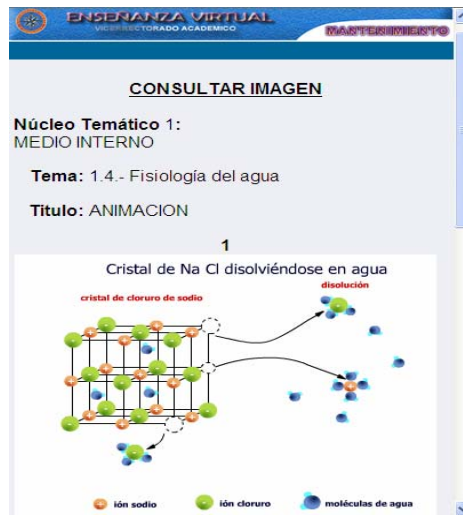 ENSEÑANZA VIRTUAL
VICERRECTORADO ACADEMICO
MANTENIMIENTO
CONSULTAR IMAGEN
Núcleo Temático 1:
MEDIO INTERNO
Tema: 1.4.- Fisiología del agua
Titulo: ANIMACION
1
Cristal de Na Cl disolviéndose en agua
cristal de cloruro de sodio
disolución
ión sodio
ión cloruro
moléculas de agua